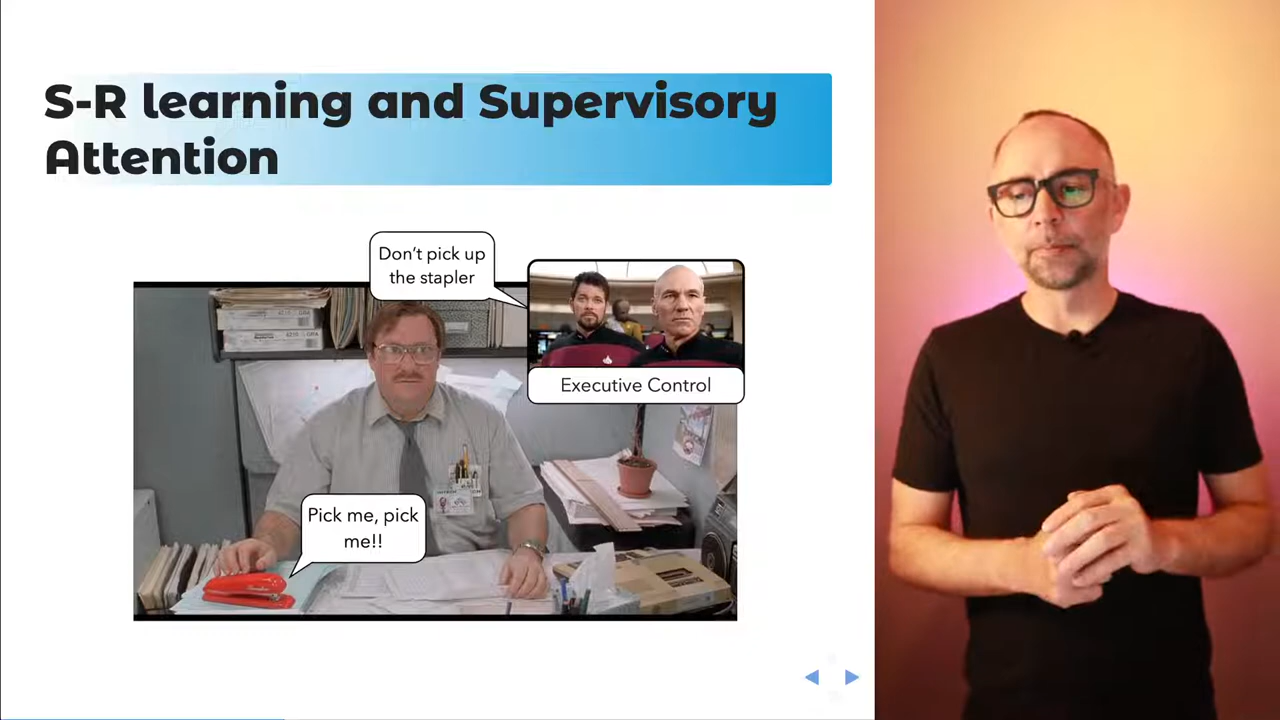 S-R learning and Supervisory
Attention
Don't pick up
the stapler
Executive Control
Pick me, pick
me!!